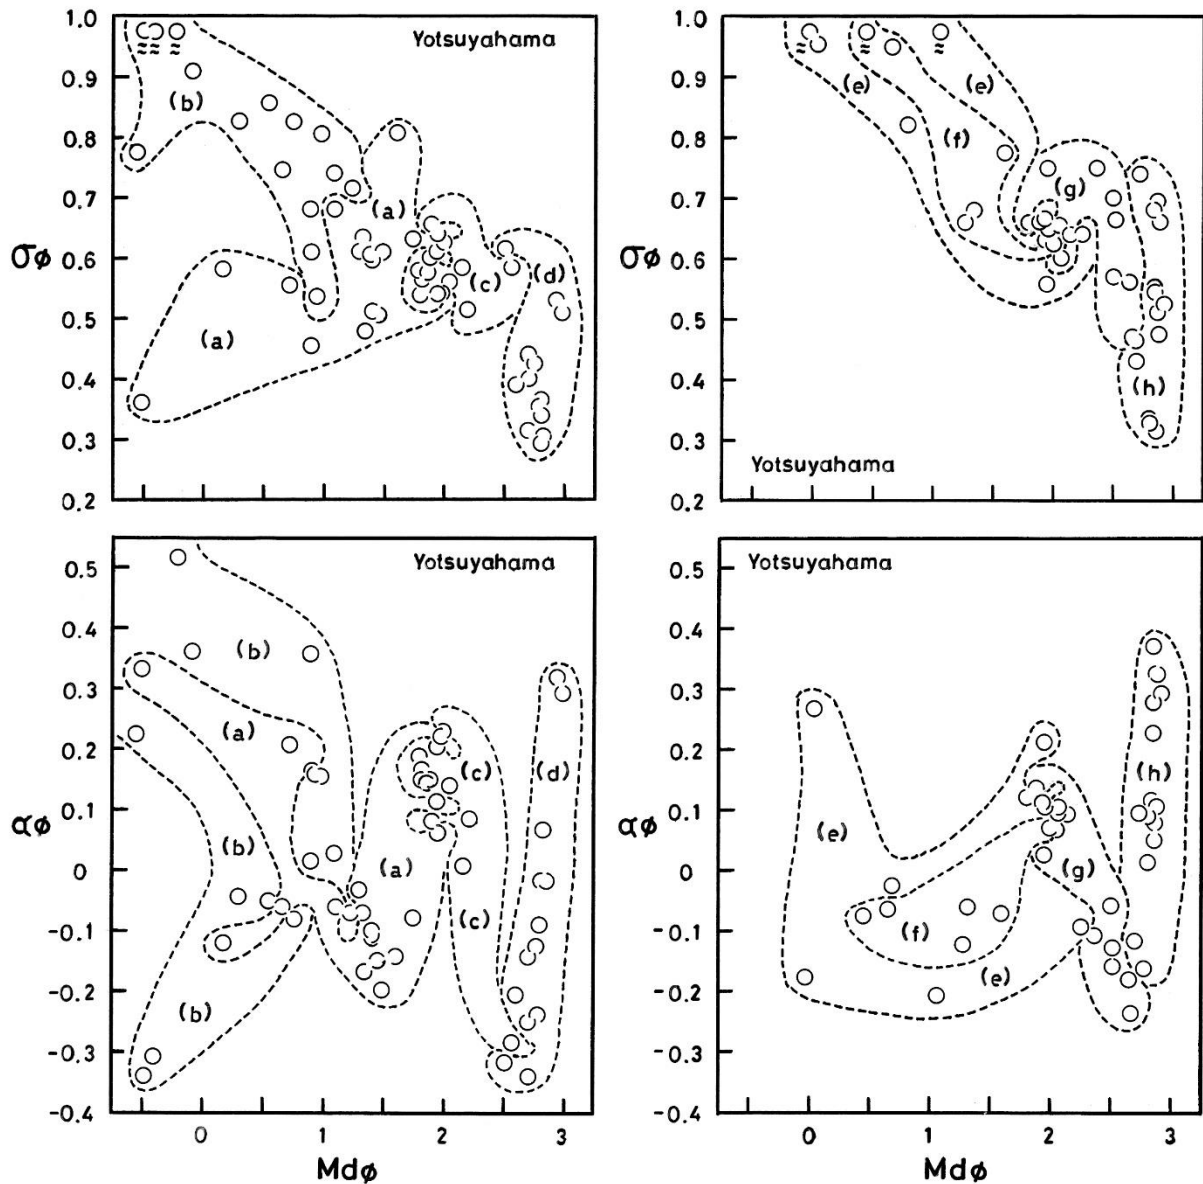 1.0
0.9
0.8
0.7
0.6
0.5
0.4
0.3
0.2
σφ
Yotsuyahama
(b)
(a)
(a)
(c)
(d)
1.0
0.9
0.8
0.7
0.6
0.5
0.4
0.3
0.2
σφ
(e)
(e)
(f)
(g)
(h)
Yotsuyahama
0.5
0.4
0.3
0.2
0.1
0
-0.1
-0.2
-0.3
-0.4
αφ
Yotsuyahama
(b)
(a)
(c)
(d)
(b)
(a)
(c)
(b)
0 1 2 3
Mdφ
0.5
0.4
0.3
0.2
0.1
0
-0.1
-0.2
-0.3
-0.4
αφ
Yotsuyahama
(h)
(e)
(g)
(f)
(e)
0 1 2 3
Mdφ